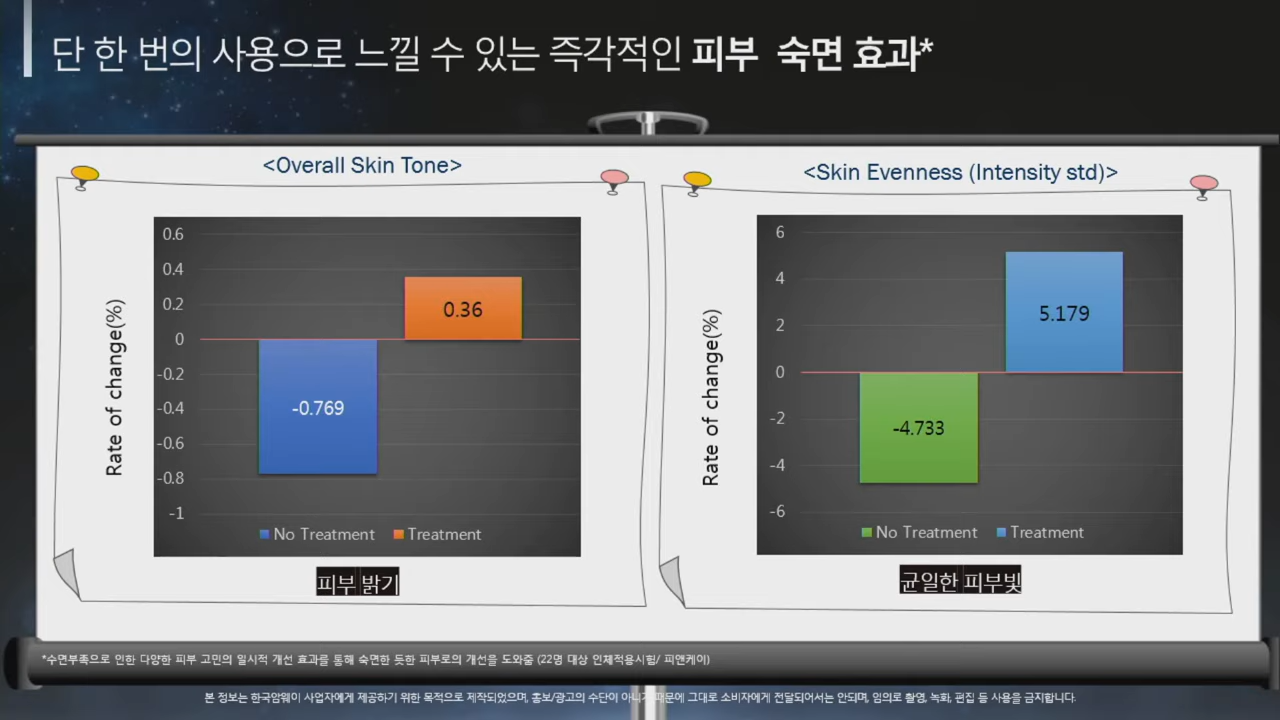 단 한 번의 사용으로 느낄 수 있는 즉각적인 피부 숙면 효과*
<Overall Skin Tone>
Rate of change(%)
0.6
0.4
0.2
0
-0.2
-0.4
-0.6
-0.8
-1
-0.769
0.36
No Treatment
Treatment
피부 밝기
<Skin Evenness (Intensity std)>
Rate of change(%)
6
4
2
0
-2
-4
-6
-4.733
5.179
No Treatment
Treatment
균일한 피부빛
*수면부족으로 인한 다양한 피부 고민의 일시적 개선 효과를 통해 숙면한 듯한 피부로의 개선을 도와줌 (22명 대상 인체적용시험/ 피앤케이)
본 정보는 한국암웨이 사업자에게 제공하기 위한 목적으로 제작되었으며, 홍보/광고의 수단이 아니기 때문에 그대로 소비자에게 전달되어서는 안되며, 임의로 촬영, 녹화, 편집 등 사용을 금지합니다.